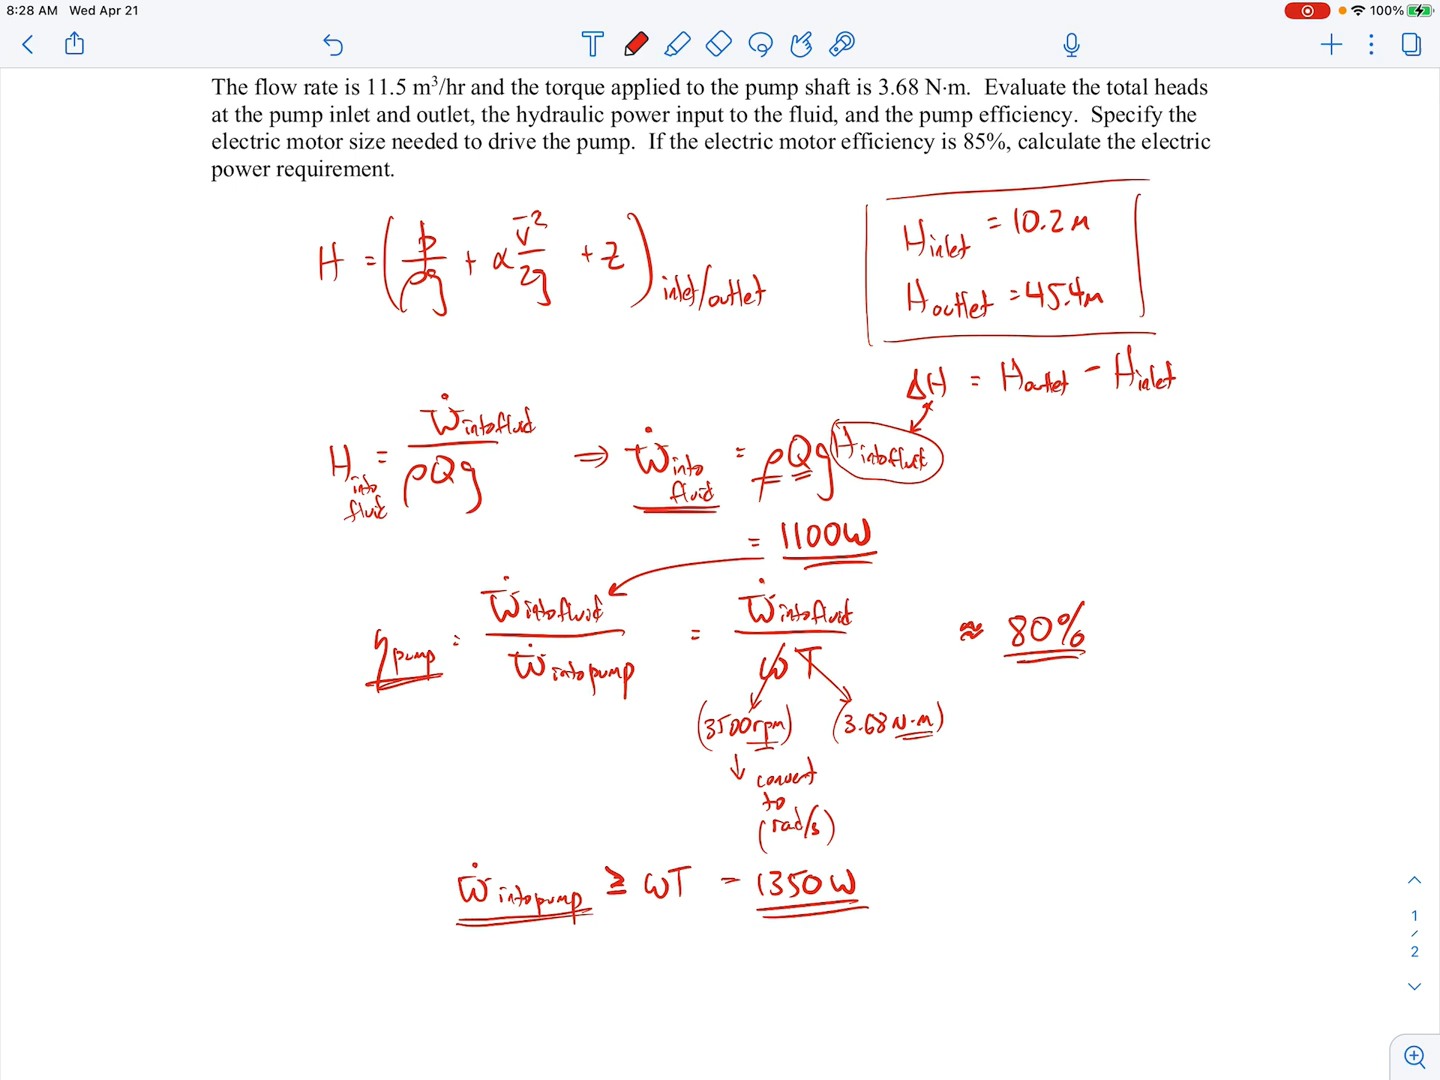 8:28 AM Wed Apr 21
100%
The flow rate is 11.5 m³/hr and the torque applied to the pump shaft is 3.68 N·m. Evaluate the total heads
at the pump inlet and outlet, the hydraulic power input to the fluid, and the pump efficiency. Specify the
electric motor size needed to drive the pump. If the electric motor efficiency is 85%, calculate the electric
power requirement.
H = (p/ρg + α V̄²/2g + z) inlet/outlet
H inlet = 10.2 m
H outlet = 45.4 m
ΔH = H outlet − H inlet
H into fluid = Ẇ into fluid / ρQg ⇒ Ẇ into fluid = ρQg H into fluid
= 1100 W
η pump = Ẇ into fluid / Ẇ into pump = Ẇ into fluid / ωT ≈ 80%
(3500 rpm) (3.68 N·m)
↓ convert
to
(rad/s)
Ẇ into pump ≥ ωT = 1350 W
1
/
2